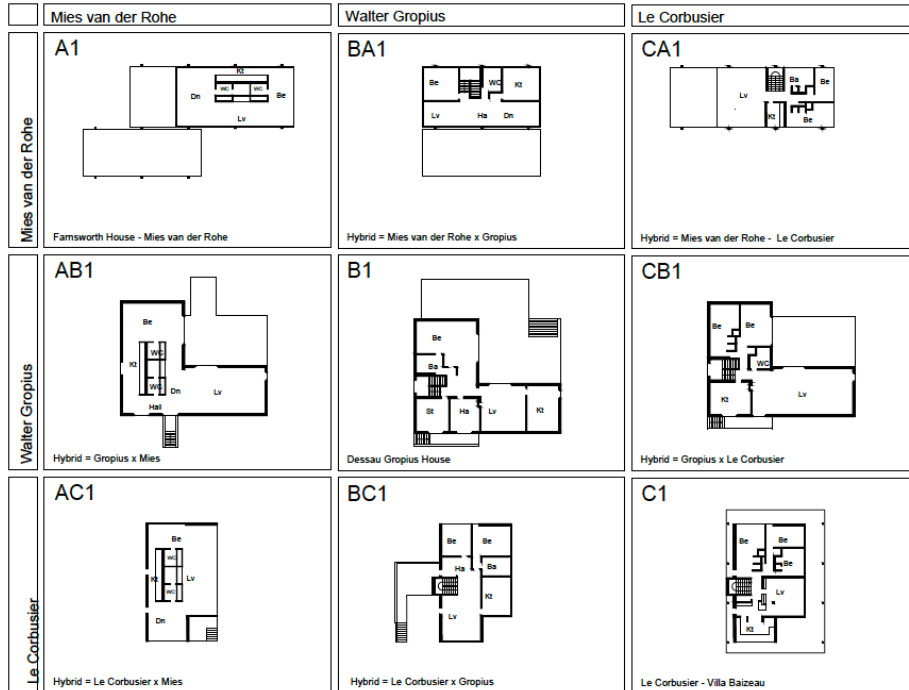 Mies van der Rohe
Walter Gropius
Le Corbusier
Mies van der Rohe
A1
Kt
WC
WC
Dn
Be
Lv
Farnsworth House - Mies van der Rohe
BA1
Be
WC
Kt
Lv
Ha
Dn
Hybrid = Mies van der Rohe x Gropius
CA1
Ba
Be
Lv
Kt
Be
Hybrid = Mies van der Rohe - Le Corbusier
Walter Gropius
AB1
Be
Kt
WC
WC
Dn
Lv
Hall
Hybrid = Gropius x Mies
B1
Be
Ba
St
Ha
Lv
Kt
Dessau Gropius House
CB1
Be
Be
WC
Kt
Lv
Hybrid = Gropius x Le Corbusier
Le Corbusier
AC1
Be
WC
Kt
Lv
WC
Dn
Hybrid = Le Corbusier x Mies
BC1
Be
Be
Ha
Ba
Kt
Lv
Hybrid = Le Corbusier x Gropius
C1
Be
Be
Be
Lv
Kt
Le Corbusier - Villa Baizeau